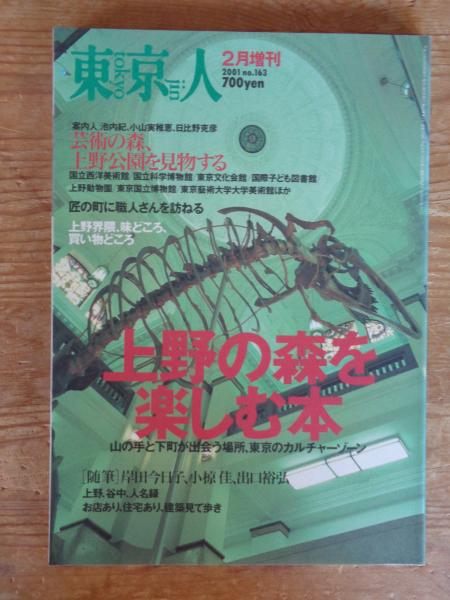 東京人
tokyo
jin
2月増刊
2001 no.163
700yen
案内人 池内紀、小山実稚恵、日比野克彦
芸術の森、
上野公園を見物する
国立西洋美術館/国立科学博物館/東京文化会館/国際子ども図書館/
上野動物園/東京国立博物館/東京藝術大学大学美術館ほか
匠の町に職人さんを訪ねる
上野界隈、味どころ、
買い物どころ
上野の森を
楽しむ本
山の手と下町が出会う場所、東京のカルチャーゾーン
[随筆]岸田今日子、小椋佳、出口裕弘
上野、谷中、人名録
お店あり、住宅あり、建築見て歩き